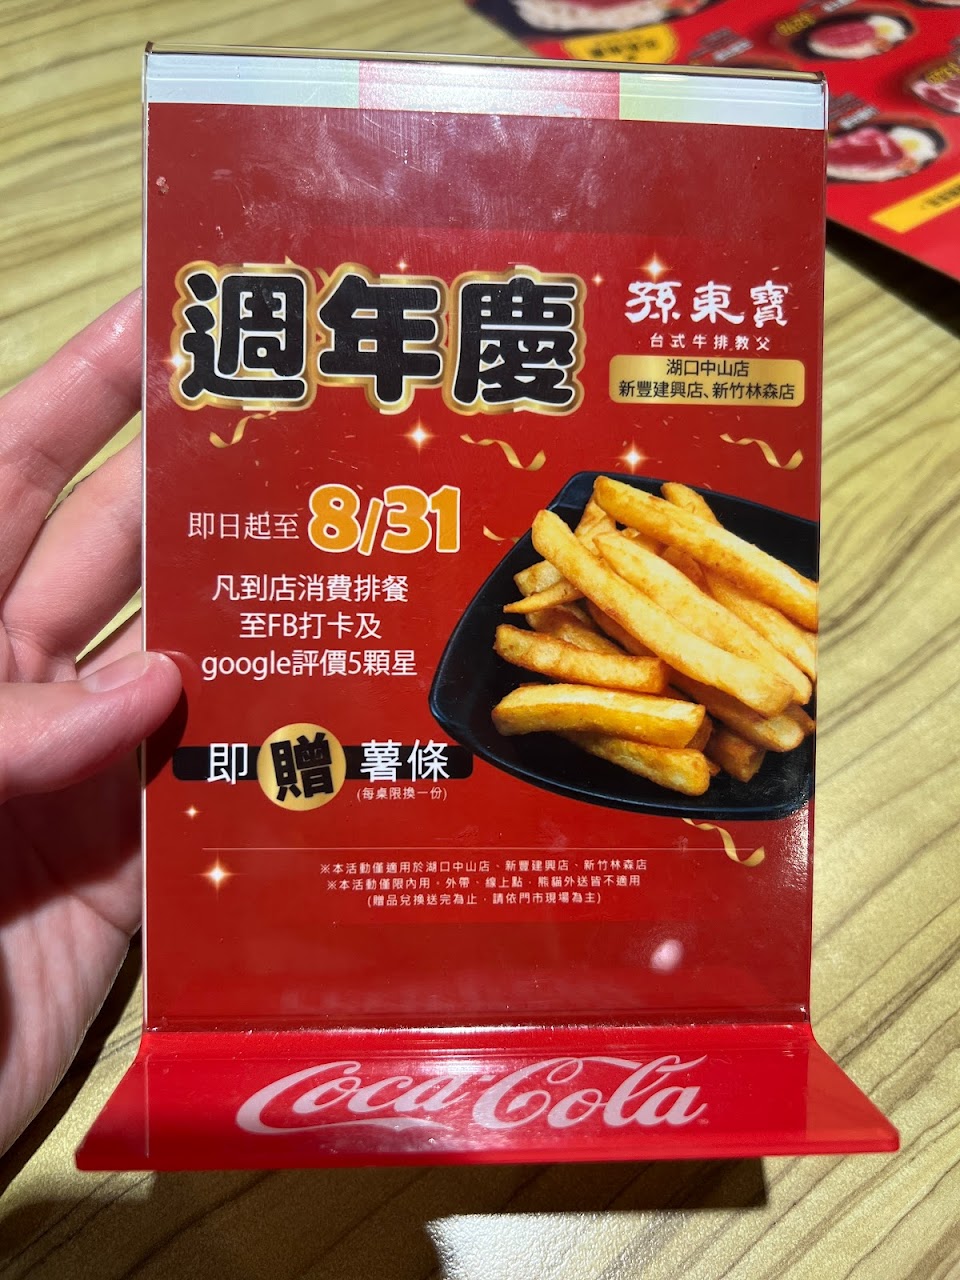 週年慶
孫東寶
台式牛排教父
湖口中山店
新豐建興店、新竹林森店
即日起至 8/31
凡到店消費排餐
至FB打卡及
google評價5顆星
即贈薯條
(每桌限換一份)
※本活動僅適用於湖口中山店、新豐建興店、新竹林森店
※本活動僅限內用，外帶、線上點，熊貓外送皆不適用
(贈品兌換送完為止，請依門市現場為主)
Coca-Cola